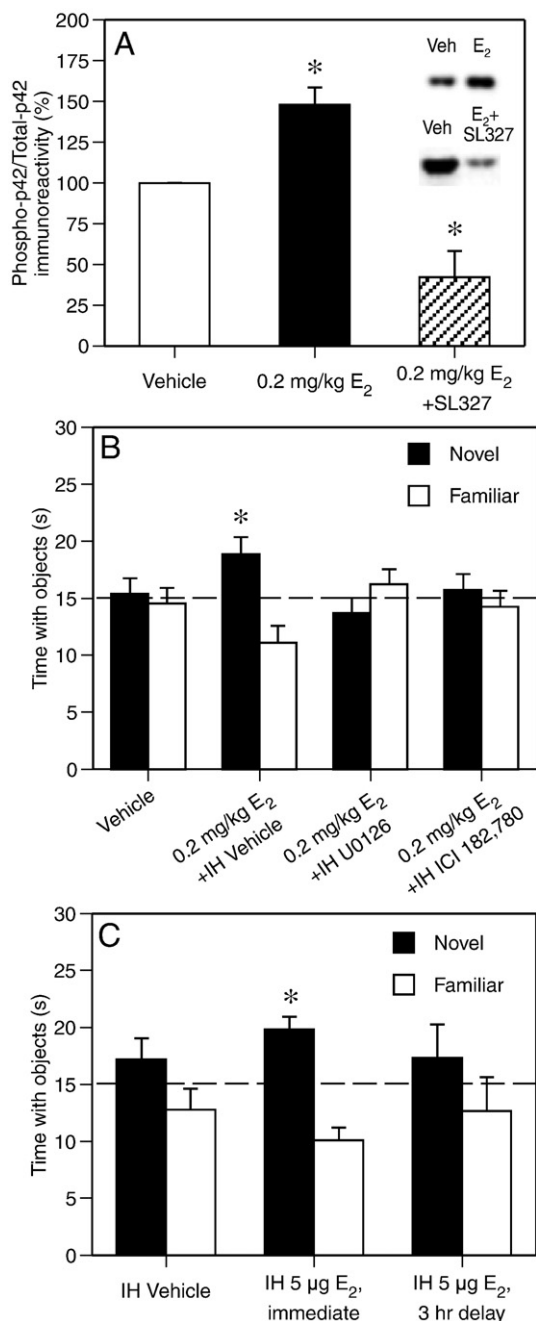 A
Phospho-p42/Total-p42
immunoreactivity (%)
200
175
150
125
100
75
50
25
0
*
*
Veh E₂
Veh E₂+
SL327
Vehicle
0.2 mg/kg E₂
0.2 mg/kg E₂
+SL327
B
Time with objects (s)
30
25
20
15
10
5
0
Novel
Familiar
*
Vehicle
0.2 mg/kg E₂
+IH Vehicle
0.2 mg/kg E₂
+IH U0126
0.2 mg/kg E₂
+IH ICI 182,780
C
Time with objects (s)
30
25
20
15
10
5
0
Novel
Familiar
*
IH Vehicle
IH 5 µg E₂,
immediate
IH 5 µg E₂,
3 hr delay